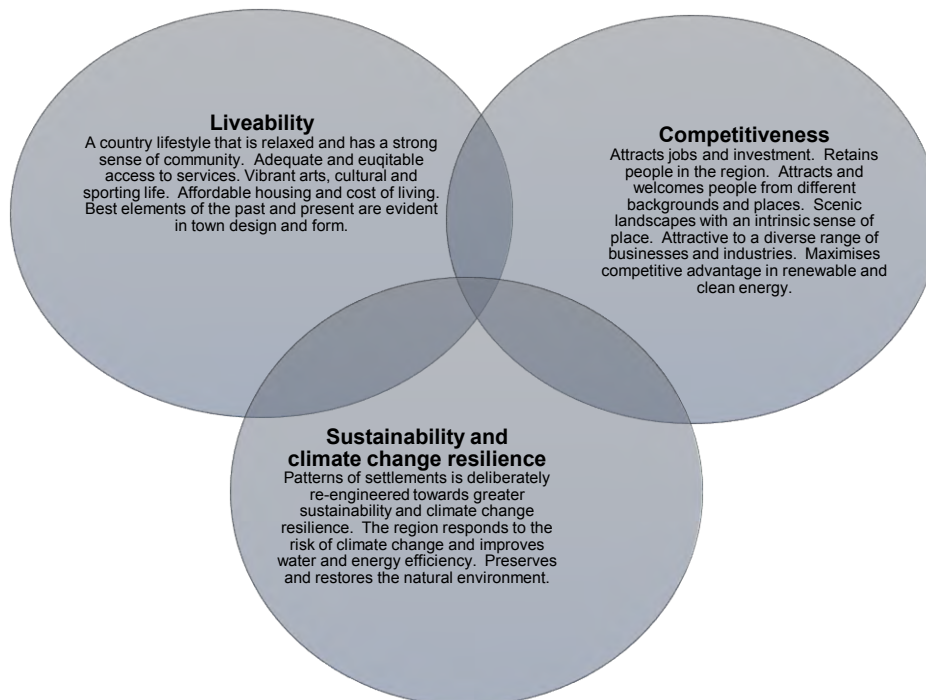 Liveability
A country lifestyle that is relaxed and has a strong
sense of community. Adequate and euqitable
access to services. Vibrant arts, cultural and
sporting life. Affordable housing and cost of living.
Best elements of the past and present are evident
in town design and form.
Competitiveness
Attracts jobs and investment. Retains
people in the region. Attracts and
welcomes people from different
backgrounds and places. Scenic
landscapes with an intrinsic sense of
place. Attractive to a diverse range of
businesses and industries. Maximises
competitive advantage in renewable and
clean energy.
Sustainability and
climate change resilience
Patterns of settlements is deliberately
re-engineered towards greater
sustainability and climate change
resilience. The region responds to the
risk of climate change and improves
water and energy efficiency. Preserves
and restores the natural environment.